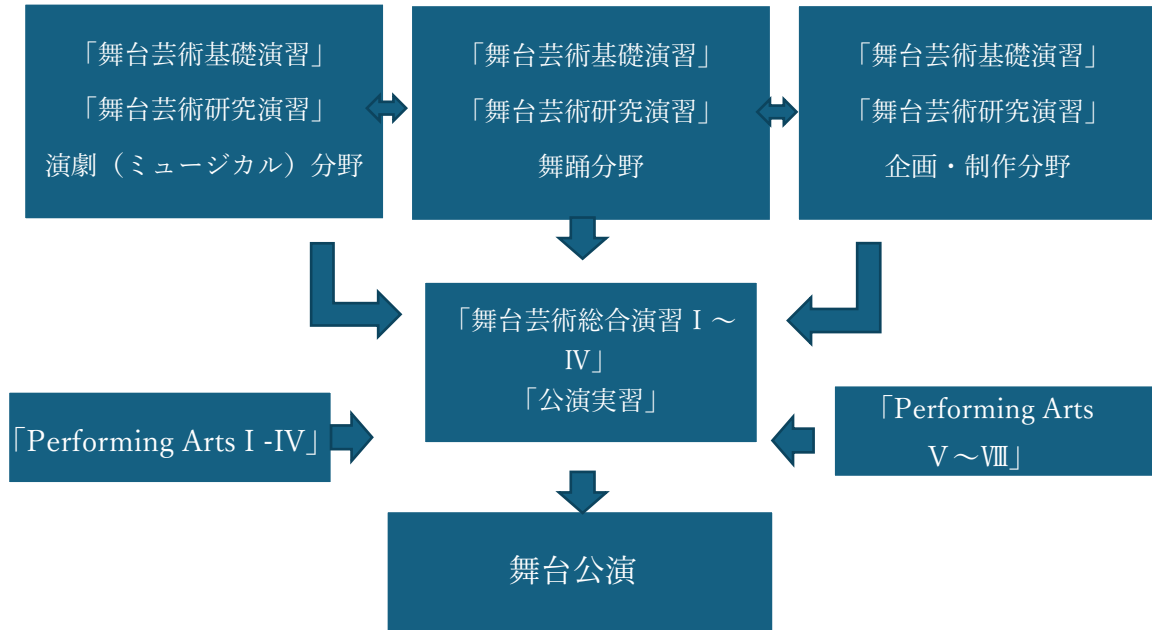 「舞台芸術基礎演習」
「舞台芸術研究演習」
演劇（ミュージカル）分野
「舞台芸術基礎演習」
「舞台芸術研究演習」
舞踊分野
「舞台芸術基礎演習」
「舞台芸術研究演習」
企画・制作分野
「舞台芸術総合演習Ⅰ～
Ⅳ」
「公演実習」
「Performing Arts Ⅰ-Ⅳ」
「Performing Arts
Ⅴ～Ⅷ」
舞台公演